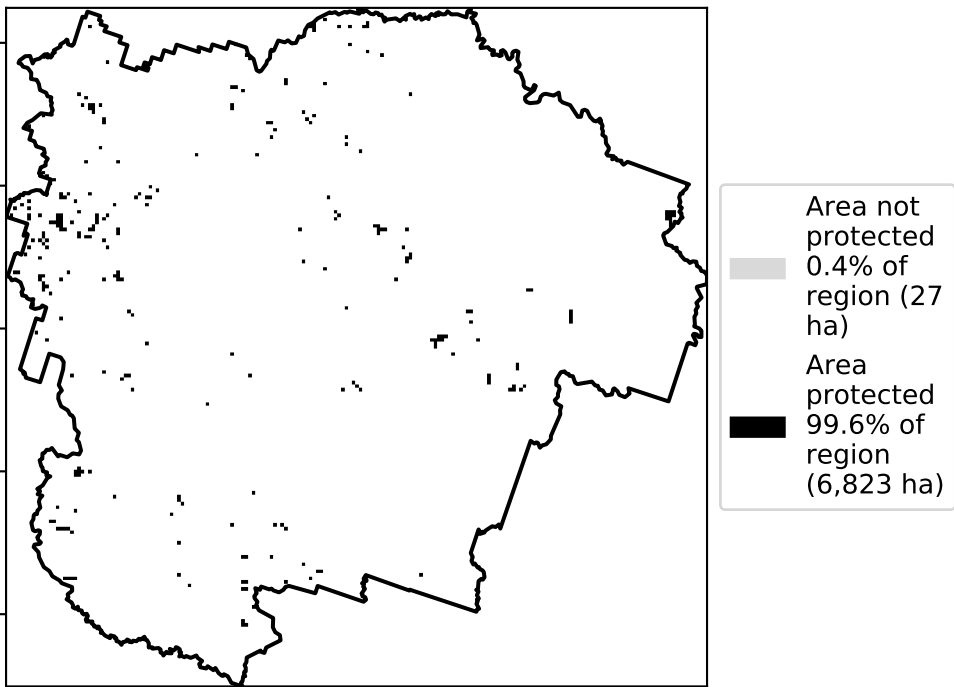 Area not
protected
0.4% of
region (27
ha)
Area
protected
99.6% of
region
(6,823 ha)